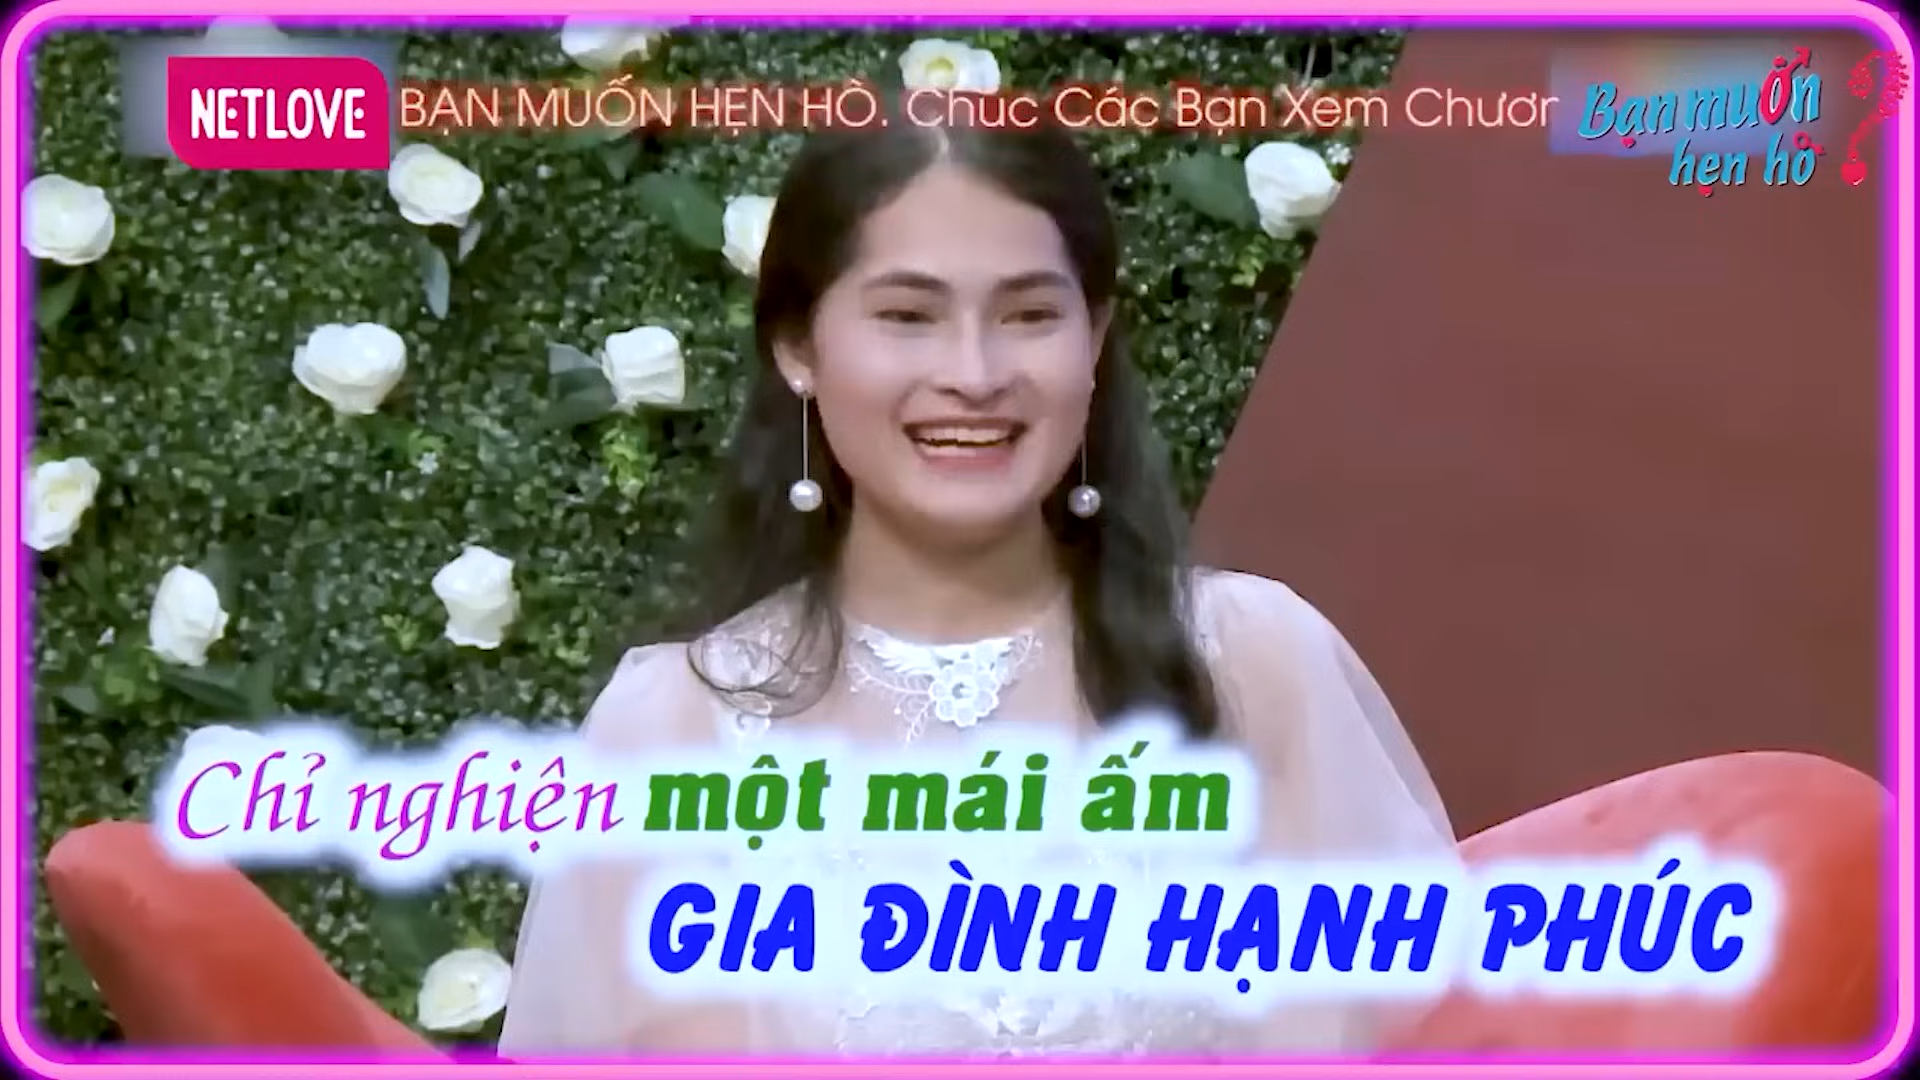 NETLOVE
BẠN MUỐN HẸN HÒ. Chúc Các Bạn Xem Chươn
Bạn muốn
hẹn hò ?
Chỉ nghiện một mái ấm
GIA ĐÌNH HẠNH PHÚC